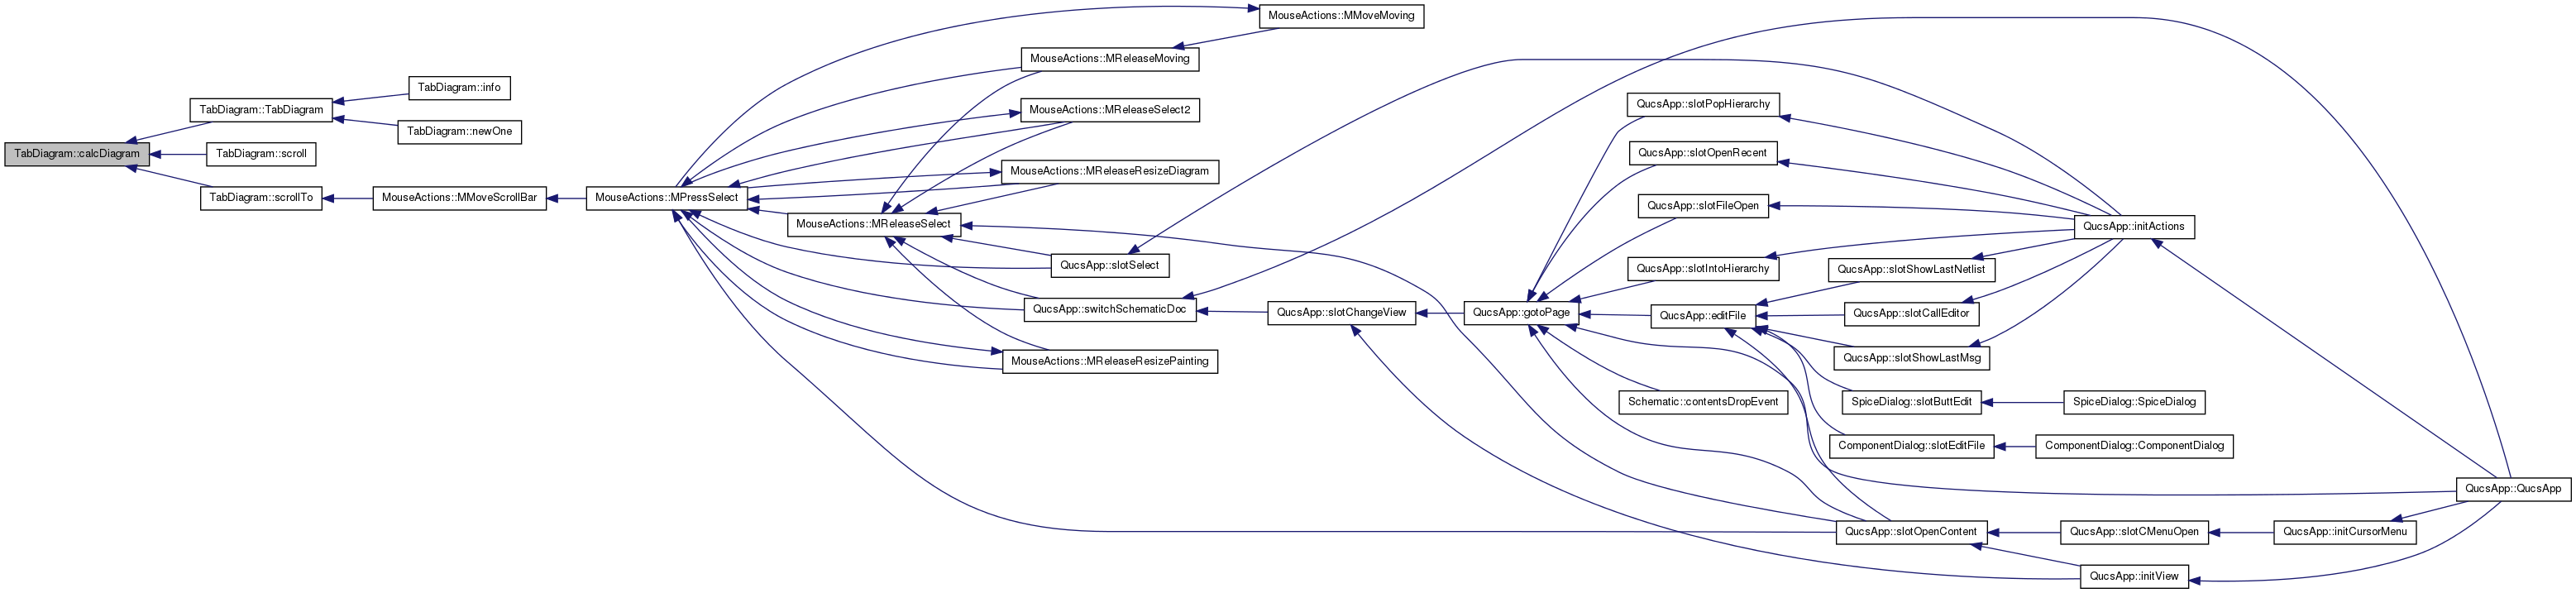 TabDiagram::calcDiagram
TabDiagram::TabDiagram
TabDiagram::info
TabDiagram::newOne
TabDiagram::scroll
TabDiagram::scrollTo
MouseActions::MMoveScrollBar
MouseActions::MPressSelect
MouseActions::MMoveMoving
MouseActions::MReleaseMoving
MouseActions::MReleaseSelect2
MouseActions::MReleaseResizeDiagram
MouseActions::MReleaseSelect
QucsApp::slotSelect
QucsApp::switchSchematicDoc
MouseActions::MReleaseResizePainting
QucsApp::slotChangeView
QucsApp::gotoPage
QucsApp::slotPopHierarchy
QucsApp::slotOpenRecent
QucsApp::slotFileOpen
QucsApp::slotIntoHierarchy
QucsApp::editFile
Schematic::contentsDropEvent
QucsApp::slotShowLastNetlist
QucsApp::slotCallEditor
QucsApp::slotShowLastMsg
SpiceDialog::slotButtEdit
ComponentDialog::slotEditFile
QucsApp::slotOpenContent
QucsApp::initActions
SpiceDialog::SpiceDialog
ComponentDialog::ComponentDialog
QucsApp::slotCMenuOpen
QucsApp::initView
QucsApp::initCursorMenu
QucsApp::QucsApp